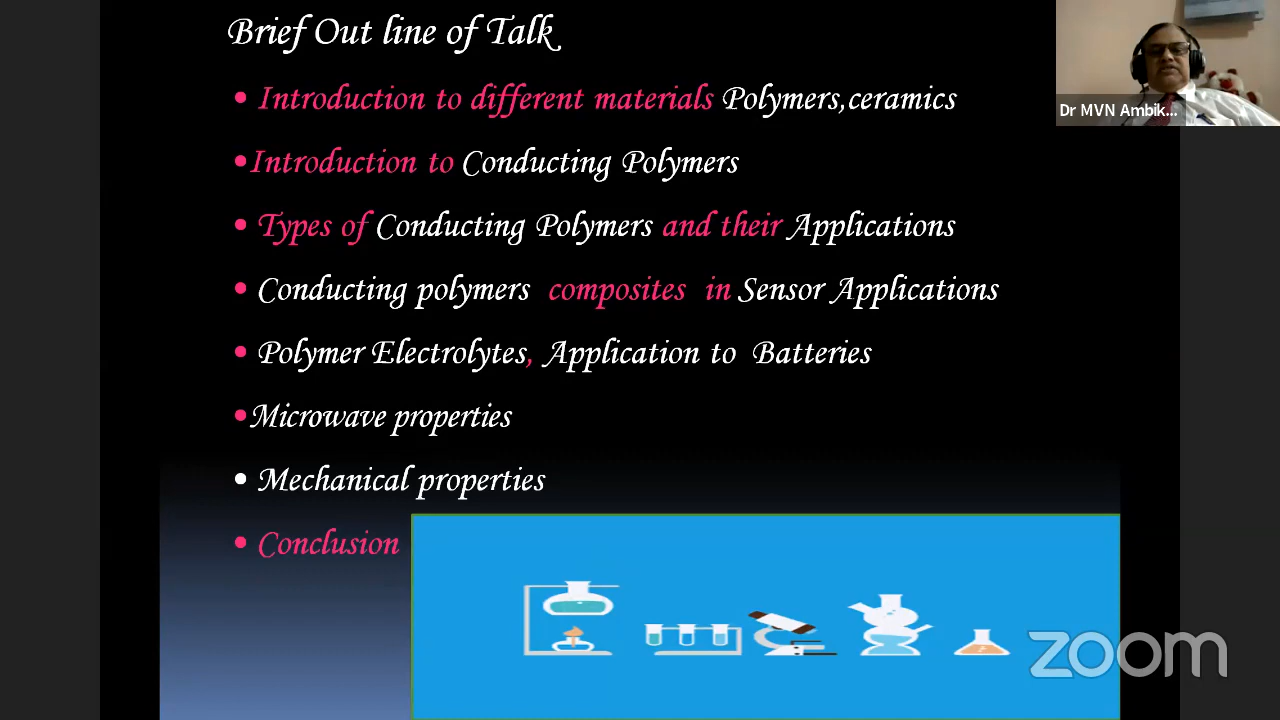 Brief Out line of Talk
• Introduction to different materials Polymers,ceramics
•Introduction to Conducting Polymers
• Types of Conducting Polymers and their Applications
• Conducting polymers composites in Sensor Applications
• Polymer Electrolytes, Application to Batteries
•Microwave properties
• Mechanical properties
• Conclusion
Dr MVN Ambik...
zoom